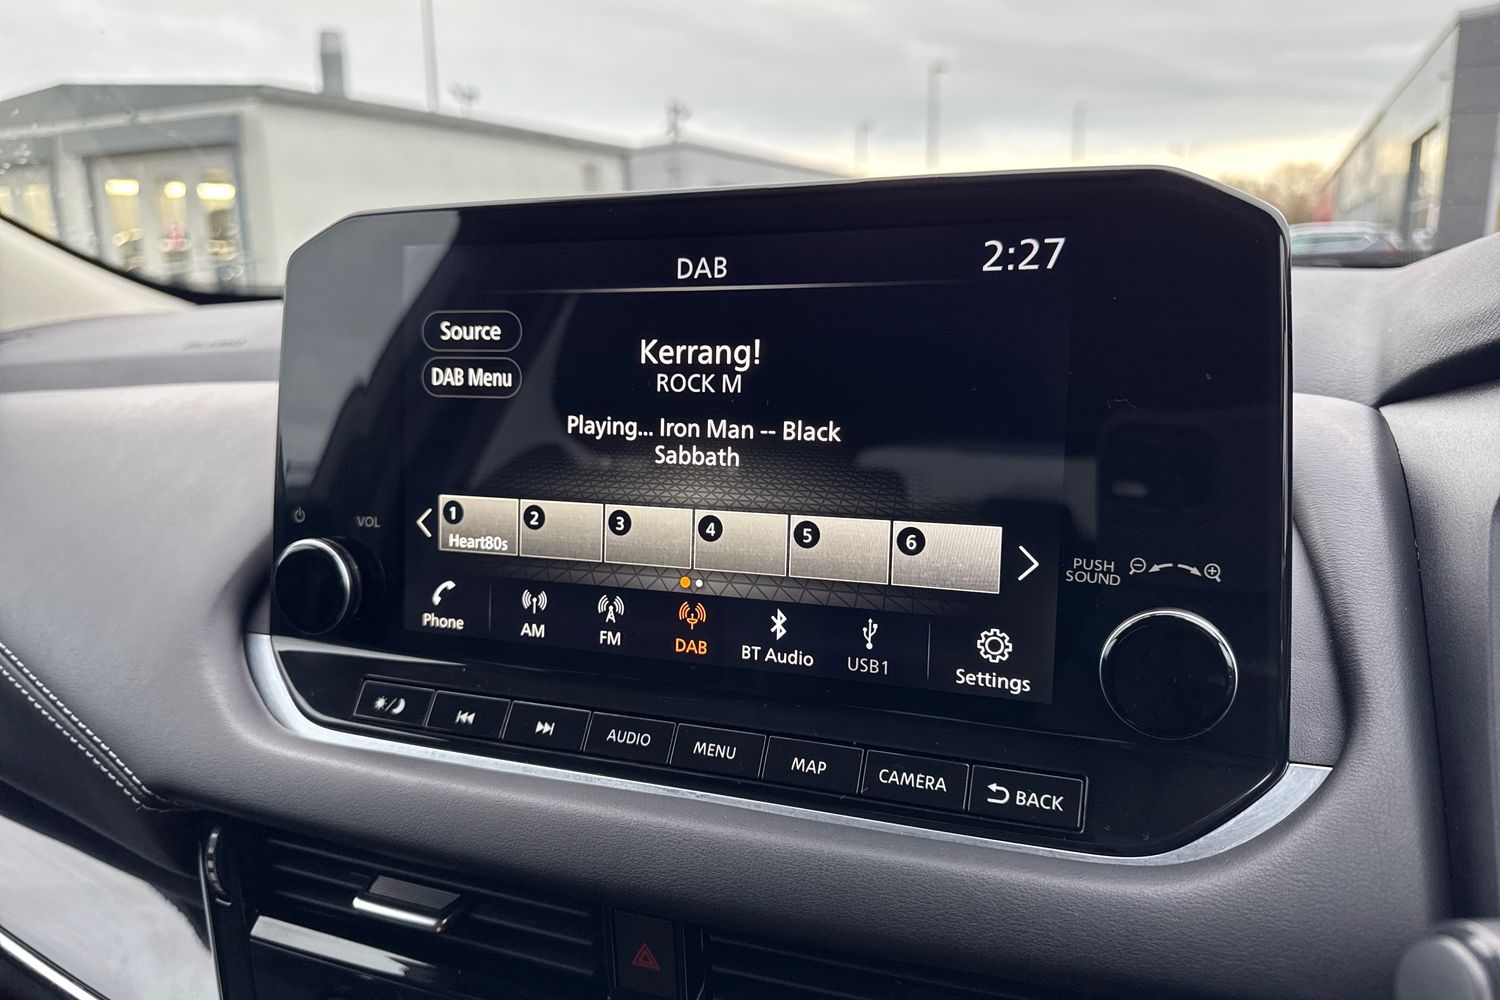 DAB
2:27
Source
DAB Menu
Kerrang!
ROCK M
Playing... Iron Man -- Black
Sabbath
1
Heart80s
2
3
4
5
6
VOL
PUSH
SOUND
Phone
AM
FM
DAB
BT Audio
USB1
Settings
AUDIO
MENU
MAP
CAMERA
BACK